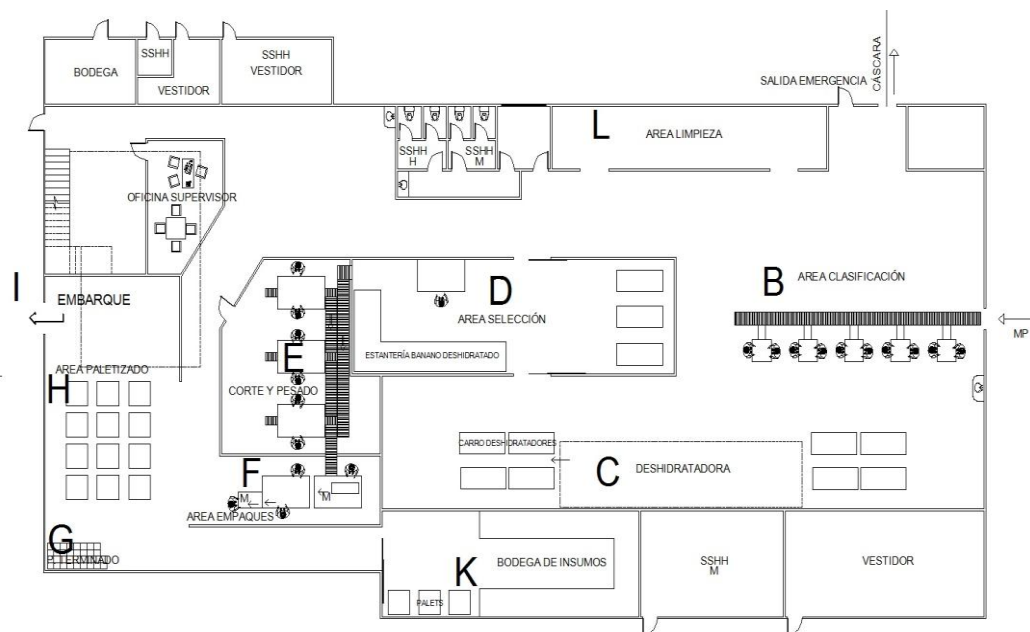 BODEGA
SSHH
VESTIDOR
SSHH
VESTIDOR
SALIDA EMERGENCIA
CÁSCARA
L
AREA LIMPIEZA
SSHH
H
SSHH
M
OFICINA SUPERVISOR
I
EMBARQUE
D
AREA SELECCIÓN
B
AREA CLASIFICACIÓN
MP
E
ESTANTERÍA BANANO DESHIDRATADO
AREA PALETIZADO
H
CORTE Y PESADO
F
M
M
AREA EMPAQUES
CARRO DESHIDRATADORES
C
DESHIDRATADORA
G
P. TERMINADO
K
BODEGA DE INSUMOS
PALETS
SSHH
M
VESTIDOR